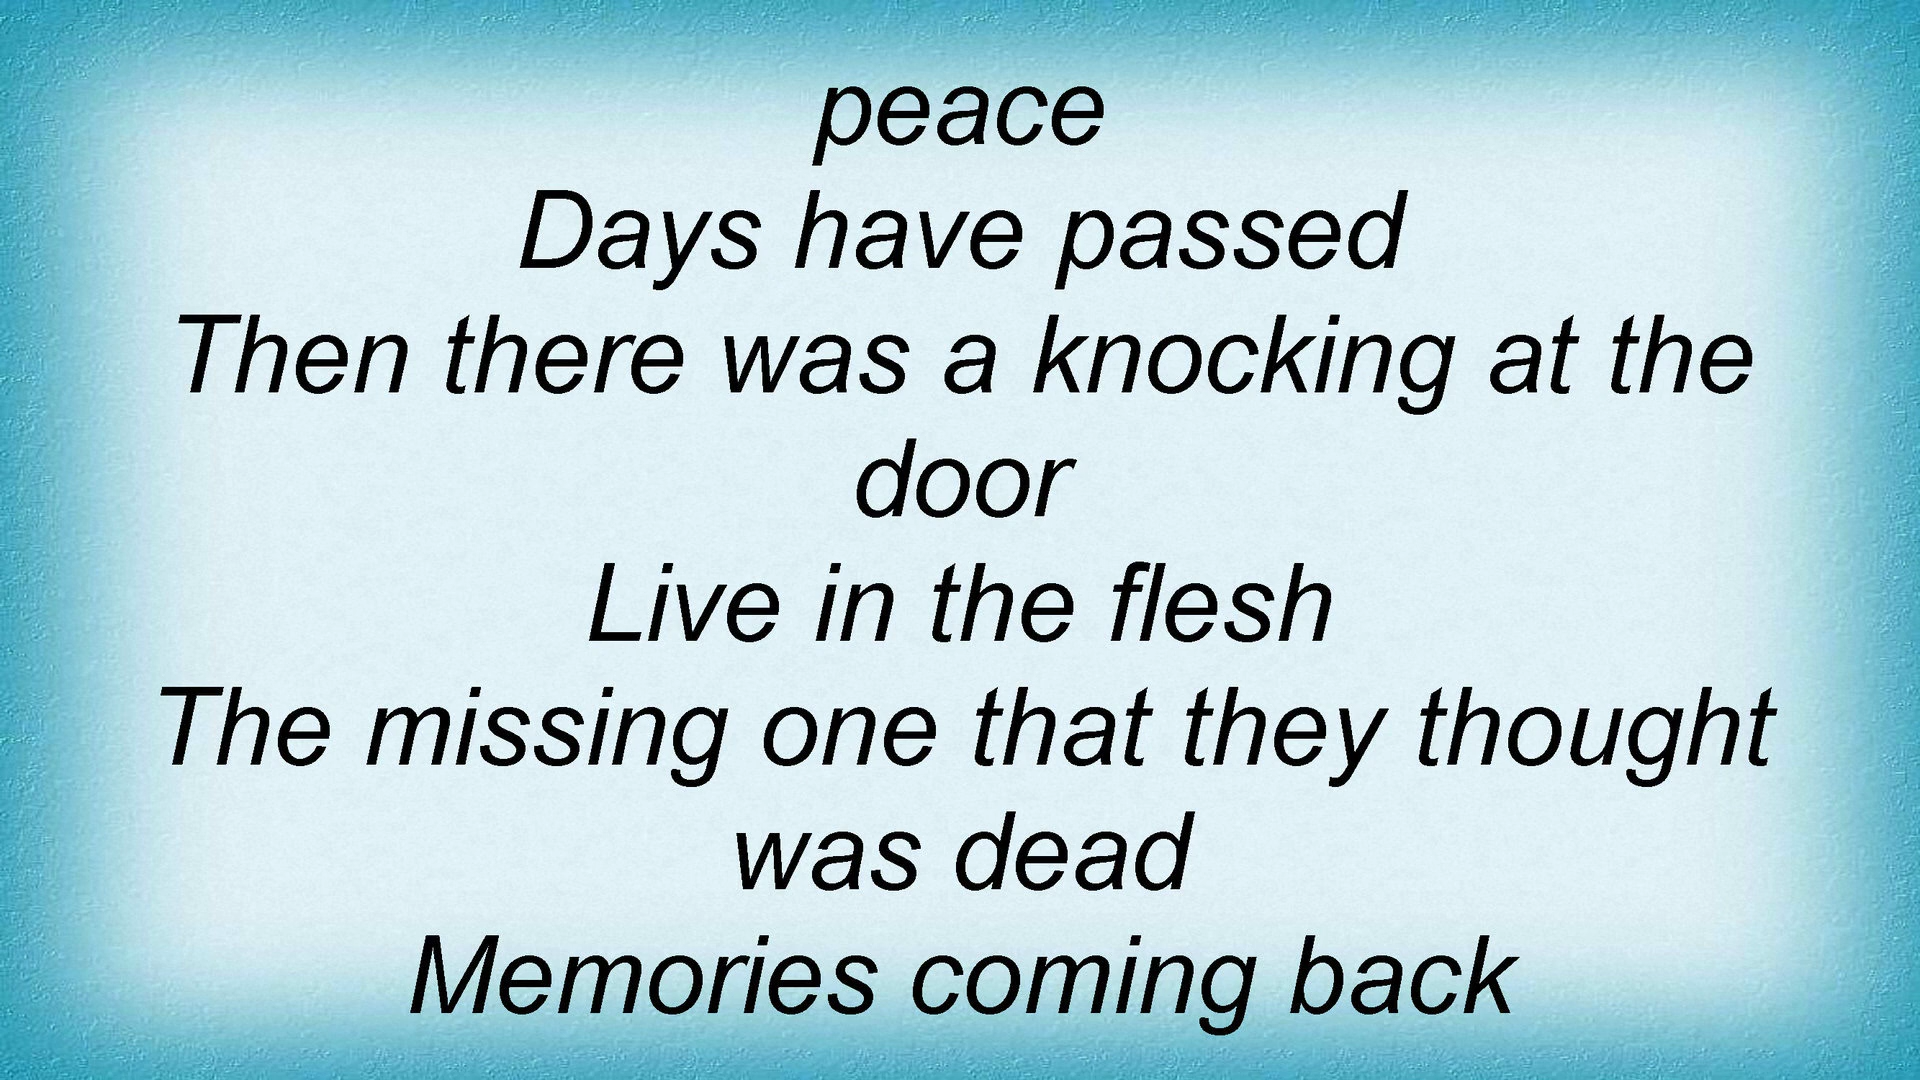 peace
Days have passed
Then there was a knocking at the
door
Live in the flesh
The missing one that they thought
was dead
Memories coming back